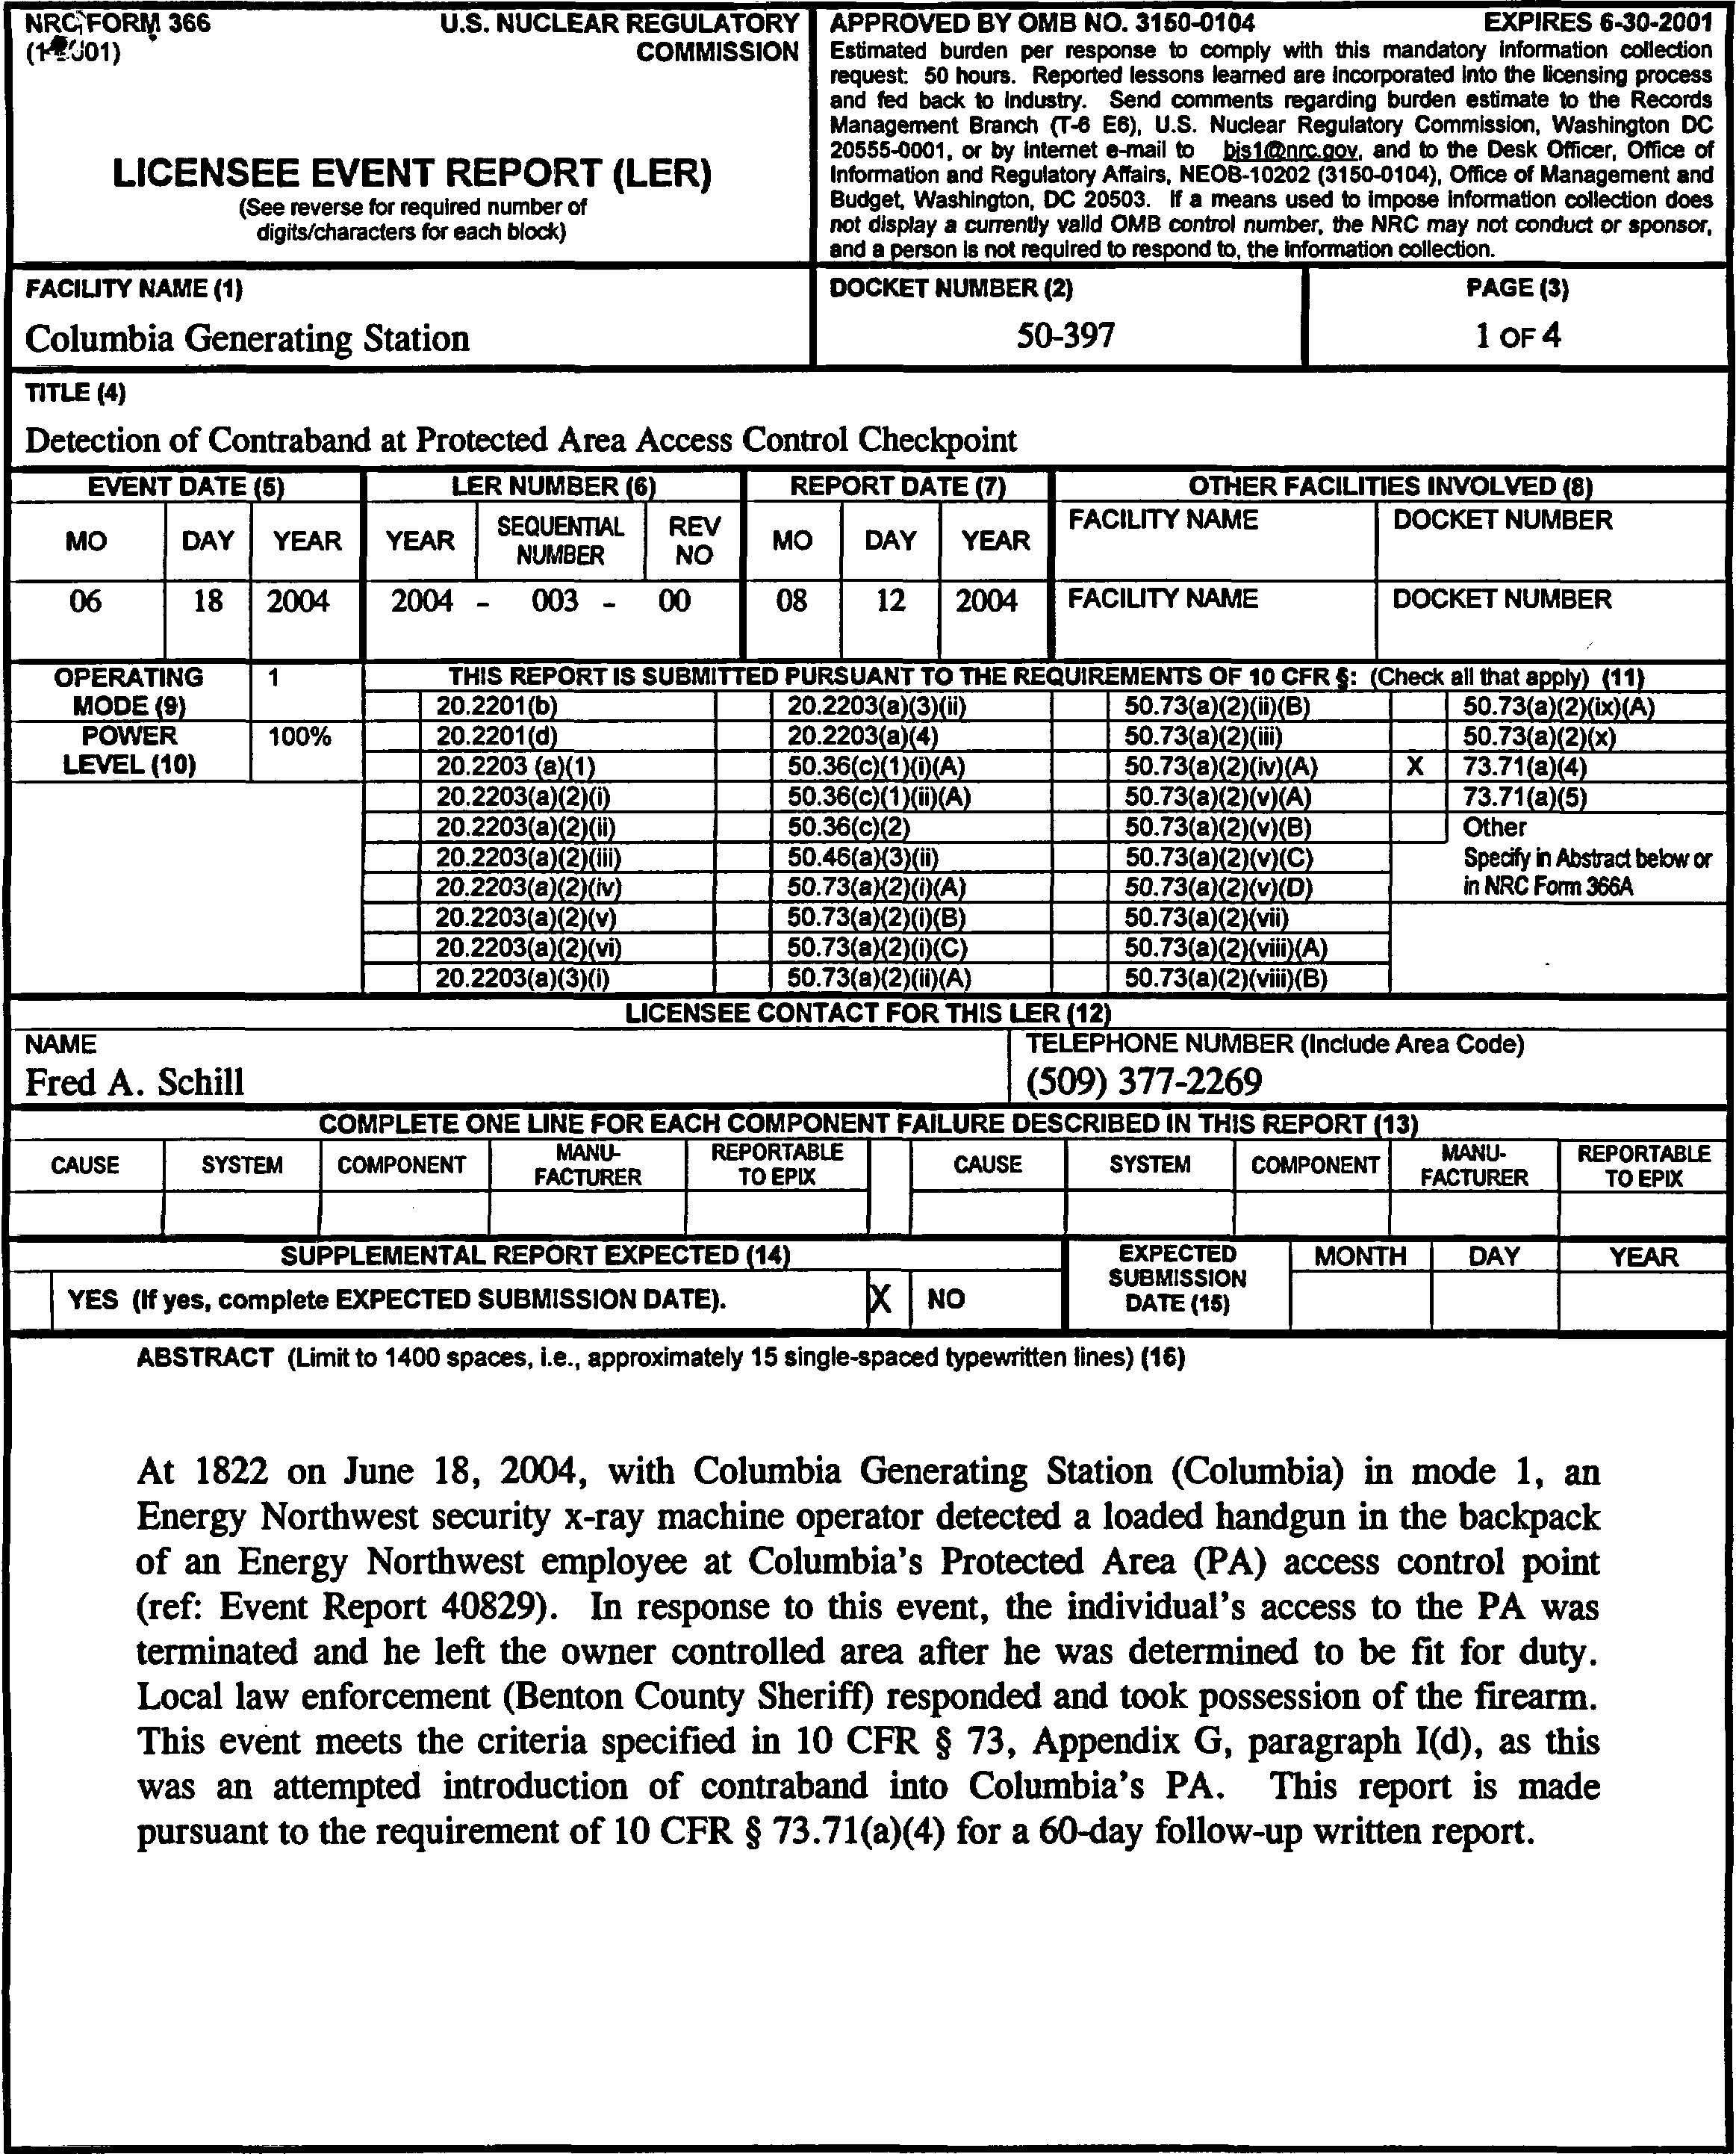 NRC FORM 366 U.S. NUCLEAR REGULATORY
COMMISSION
LICENSEE EVENT REPORT (LER)
(See reverse for required number of
digits/characters for each block)
APPROVED BY OMB NO. 3150-0104 EXPIRES 6-30-2001
Estimated burden per response to comply with this mandatory information collection
request: 50 hours. Reported lessons learned are incorporated into the licensing process
and fed back to industry. Send comments regarding burden estimate to the Records
Management Branch (T-6 E6), U.S. Nuclear Regulatory Commission, Washington DC
20555-0001, or by internet e-mail to bjs1@nrc.gov, and to the Desk Officer, Office of
Information and Regulatory Affairs, NEOB-10202 (3150-0104), Office of Management and
Budget, Washington, DC 20503. If a means used to impose information collection does
not display a currently valid OMB control number, the NRC may not conduct or sponsor,
and a person is not required to respond to, the information collection.
FACILITY NAME (1) DOCKET NUMBER (2) PAGE (3)
Columbia Generating Station 50-397 1 OF 4
TITLE (4)
Detection of Contraband at Protected Area Access Control Checkpoint
EVENT DATE (5) LER NUMBER (6) REPORT DATE (7) OTHER FACILITIES INVOLVED (8)
MO DAY YEAR YEAR SEQUENTIAL NUMBER REV NO MO DAY YEAR FACILITY NAME DOCKET NUMBER
06 18 2004 2004 - 003 - 00 08 12 2004 FACILITY NAME DOCKET NUMBER
OPERATING MODE (9) 1 THIS REPORT IS SUBMITTED PURSUANT TO THE REQUIREMENTS OF 10 CFR §: (Check all that apply) (11)
20.2201(b) 20.2203(a)(3)(ii) 50.73(a)(2)(ii)(B) 50.73(a)(2)(ix)(A)
POWER LEVEL (10) 100% 20.2201(d) 20.2203(a)(4) 50.73(a)(2)(iii) 50.73(a)(2)(x)
20.2203 (a)(1) 50.36(c)(1)(i)(A) 50.73(a)(2)(iv)(A) X 73.71(a)(4)
20.2203(a)(2)(i) 50.36(c)(1)(ii)(A) 50.73(a)(2)(v)(A) 73.71(a)(5)
20.2203(a)(2)(ii) 50.36(c)(2) 50.73(a)(2)(v)(B) Other
20.2203(a)(2)(iii) 50.46(a)(3)(ii) 50.73(a)(2)(v)(C) Specify in Abstract below or
20.2203(a)(2)(iv) 50.73(a)(2)(i)(A) 50.73(a)(2)(v)(D) in NRC Form 366A
20.2203(a)(2)(v) 50.73(a)(2)(i)(B) 50.73(a)(2)(vii)
20.2203(a)(2)(vi) 50.73(a)(2)(i)(C) 50.73(a)(2)(viii)(A)
20.2203(a)(3)(i) 50.73(a)(2)(ii)(A) 50.73(a)(2)(viii)(B)
LICENSEE CONTACT FOR THIS LER (12)
NAME TELEPHONE NUMBER (Include Area Code)
Fred A. Schill (509) 377-2269
COMPLETE ONE LINE FOR EACH COMPONENT FAILURE DESCRIBED IN THIS REPORT (13)
CAUSE SYSTEM COMPONENT MANU-FACTURER REPORTABLE TO EPIX CAUSE SYSTEM COMPONENT MANU-FACTURER REPORTABLE TO EPIX
SUPPLEMENTAL REPORT EXPECTED (14) EXPECTED SUBMISSION DATE (15) MONTH DAY YEAR
YES (If yes, complete EXPECTED SUBMISSION DATE). X NO
ABSTRACT (Limit to 1400 spaces, i.e., approximately 15 single-spaced typewritten lines) (16)
At 1822 on June 18, 2004, with Columbia Generating Station (Columbia) in mode 1, an
Energy Northwest security x-ray machine operator detected a loaded handgun in the backpack
of an Energy Northwest employee at Columbia's Protected Area (PA) access control point
(ref: Event Report 40829). In response to this event, the individual's access to the PA was
terminated and he left the owner controlled area after he was determined to be fit for duty.
Local law enforcement (Benton County Sheriff) responded and took possession of the firearm.
This event meets the criteria specified in 10 CFR § 73, Appendix G, paragraph I(d), as this
was an attempted introduction of contraband into Columbia's PA. This report is made
pursuant to the requirement of 10 CFR § 73.71(a)(4) for a 60-day follow-up written report.